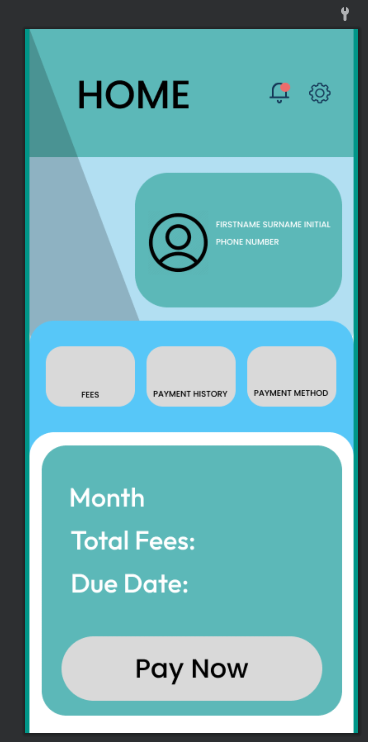 HOME
FIRSTNAME SURNAME INITIAL
PHONE NUMBER
FEES
PAYMENT HISTORY
PAYMENT METHOD
Month
Total Fees:
Due Date:
Pay Now